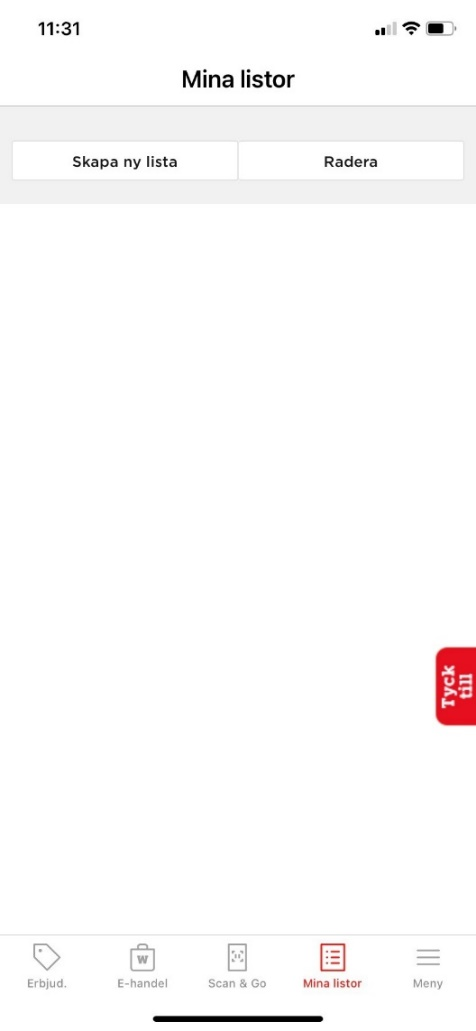 11:31
Mina listor
Skapa ny lista
Radera
Tyck
till
W
Erbjud.
E-handel
Scan & Go
Mina listor
Meny